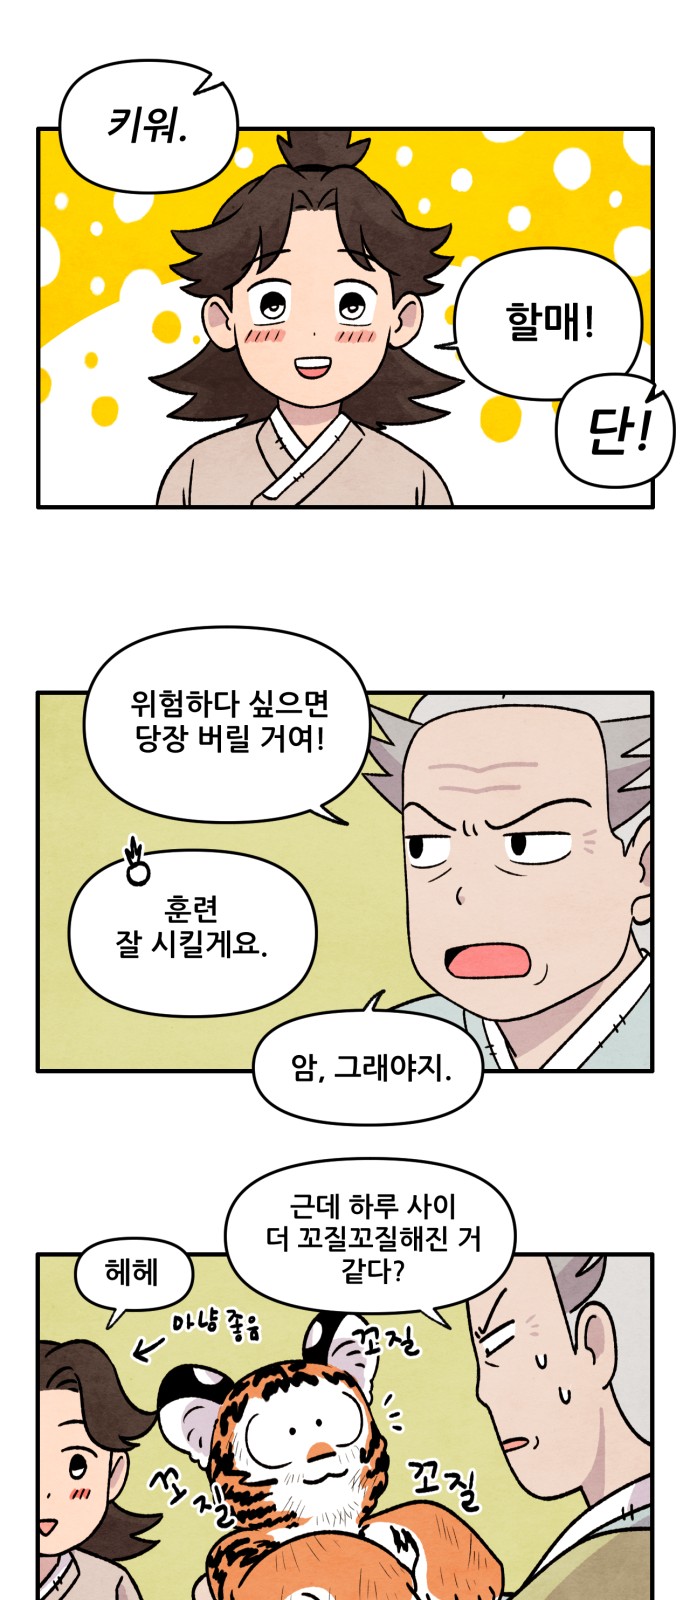 키워.
할매!
단!
위험하다 싶으면
당장 버릴 거여!
훈련
잘 시킬게요.
암, 그래야지.
근데 하루 사이
더 꼬질꼬질해진 거
같다?
헤헤
마냥 좋음
꼬질
꼬질
꼬질